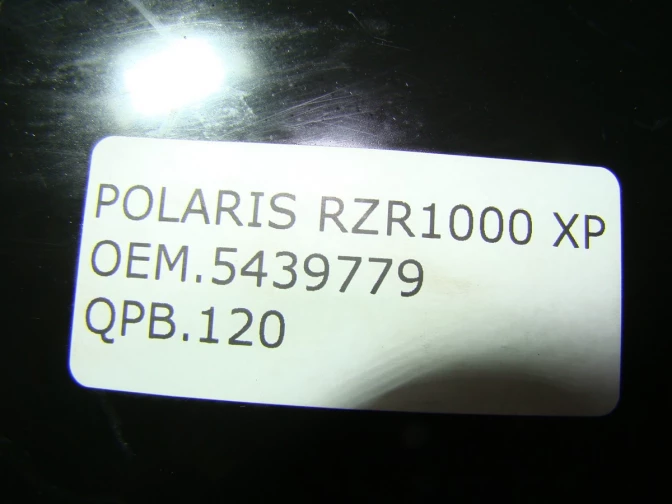 POLARIS RZR1000 XP
OEM.5439779
QPB.120